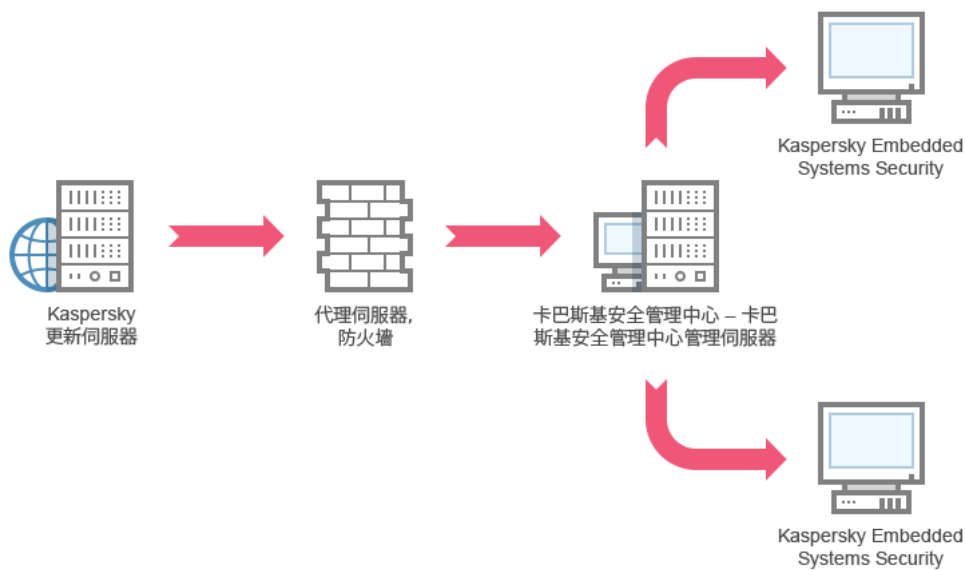 Kaspersky Embedded
Systems Security
Kaspersky
更新伺服器
代理伺服器,
防火墻
卡巴斯基安全管理中心 – 卡巴
斯基安全管理中心管理伺服器
Kaspersky Embedded
Systems Security